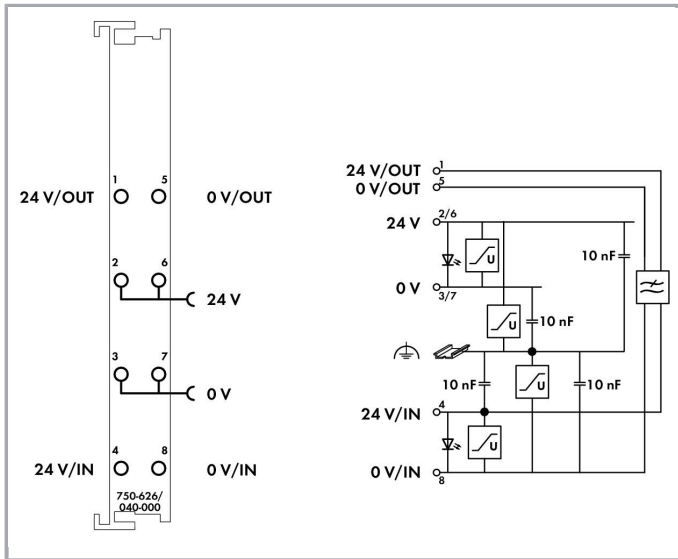 1 5
24 V/OUT 0 V/OUT
2 6
24 V
3 7
0 V
4 8
24 V/IN 0 V/IN
750-626/
040-000
24 V/OUT 1
0 V/OUT 5
24 V 2/6
U
10 nF
0 V
3/7
U 10 nF
10 nF U 10 nF
4
24 V/IN
U
0 V/IN
8